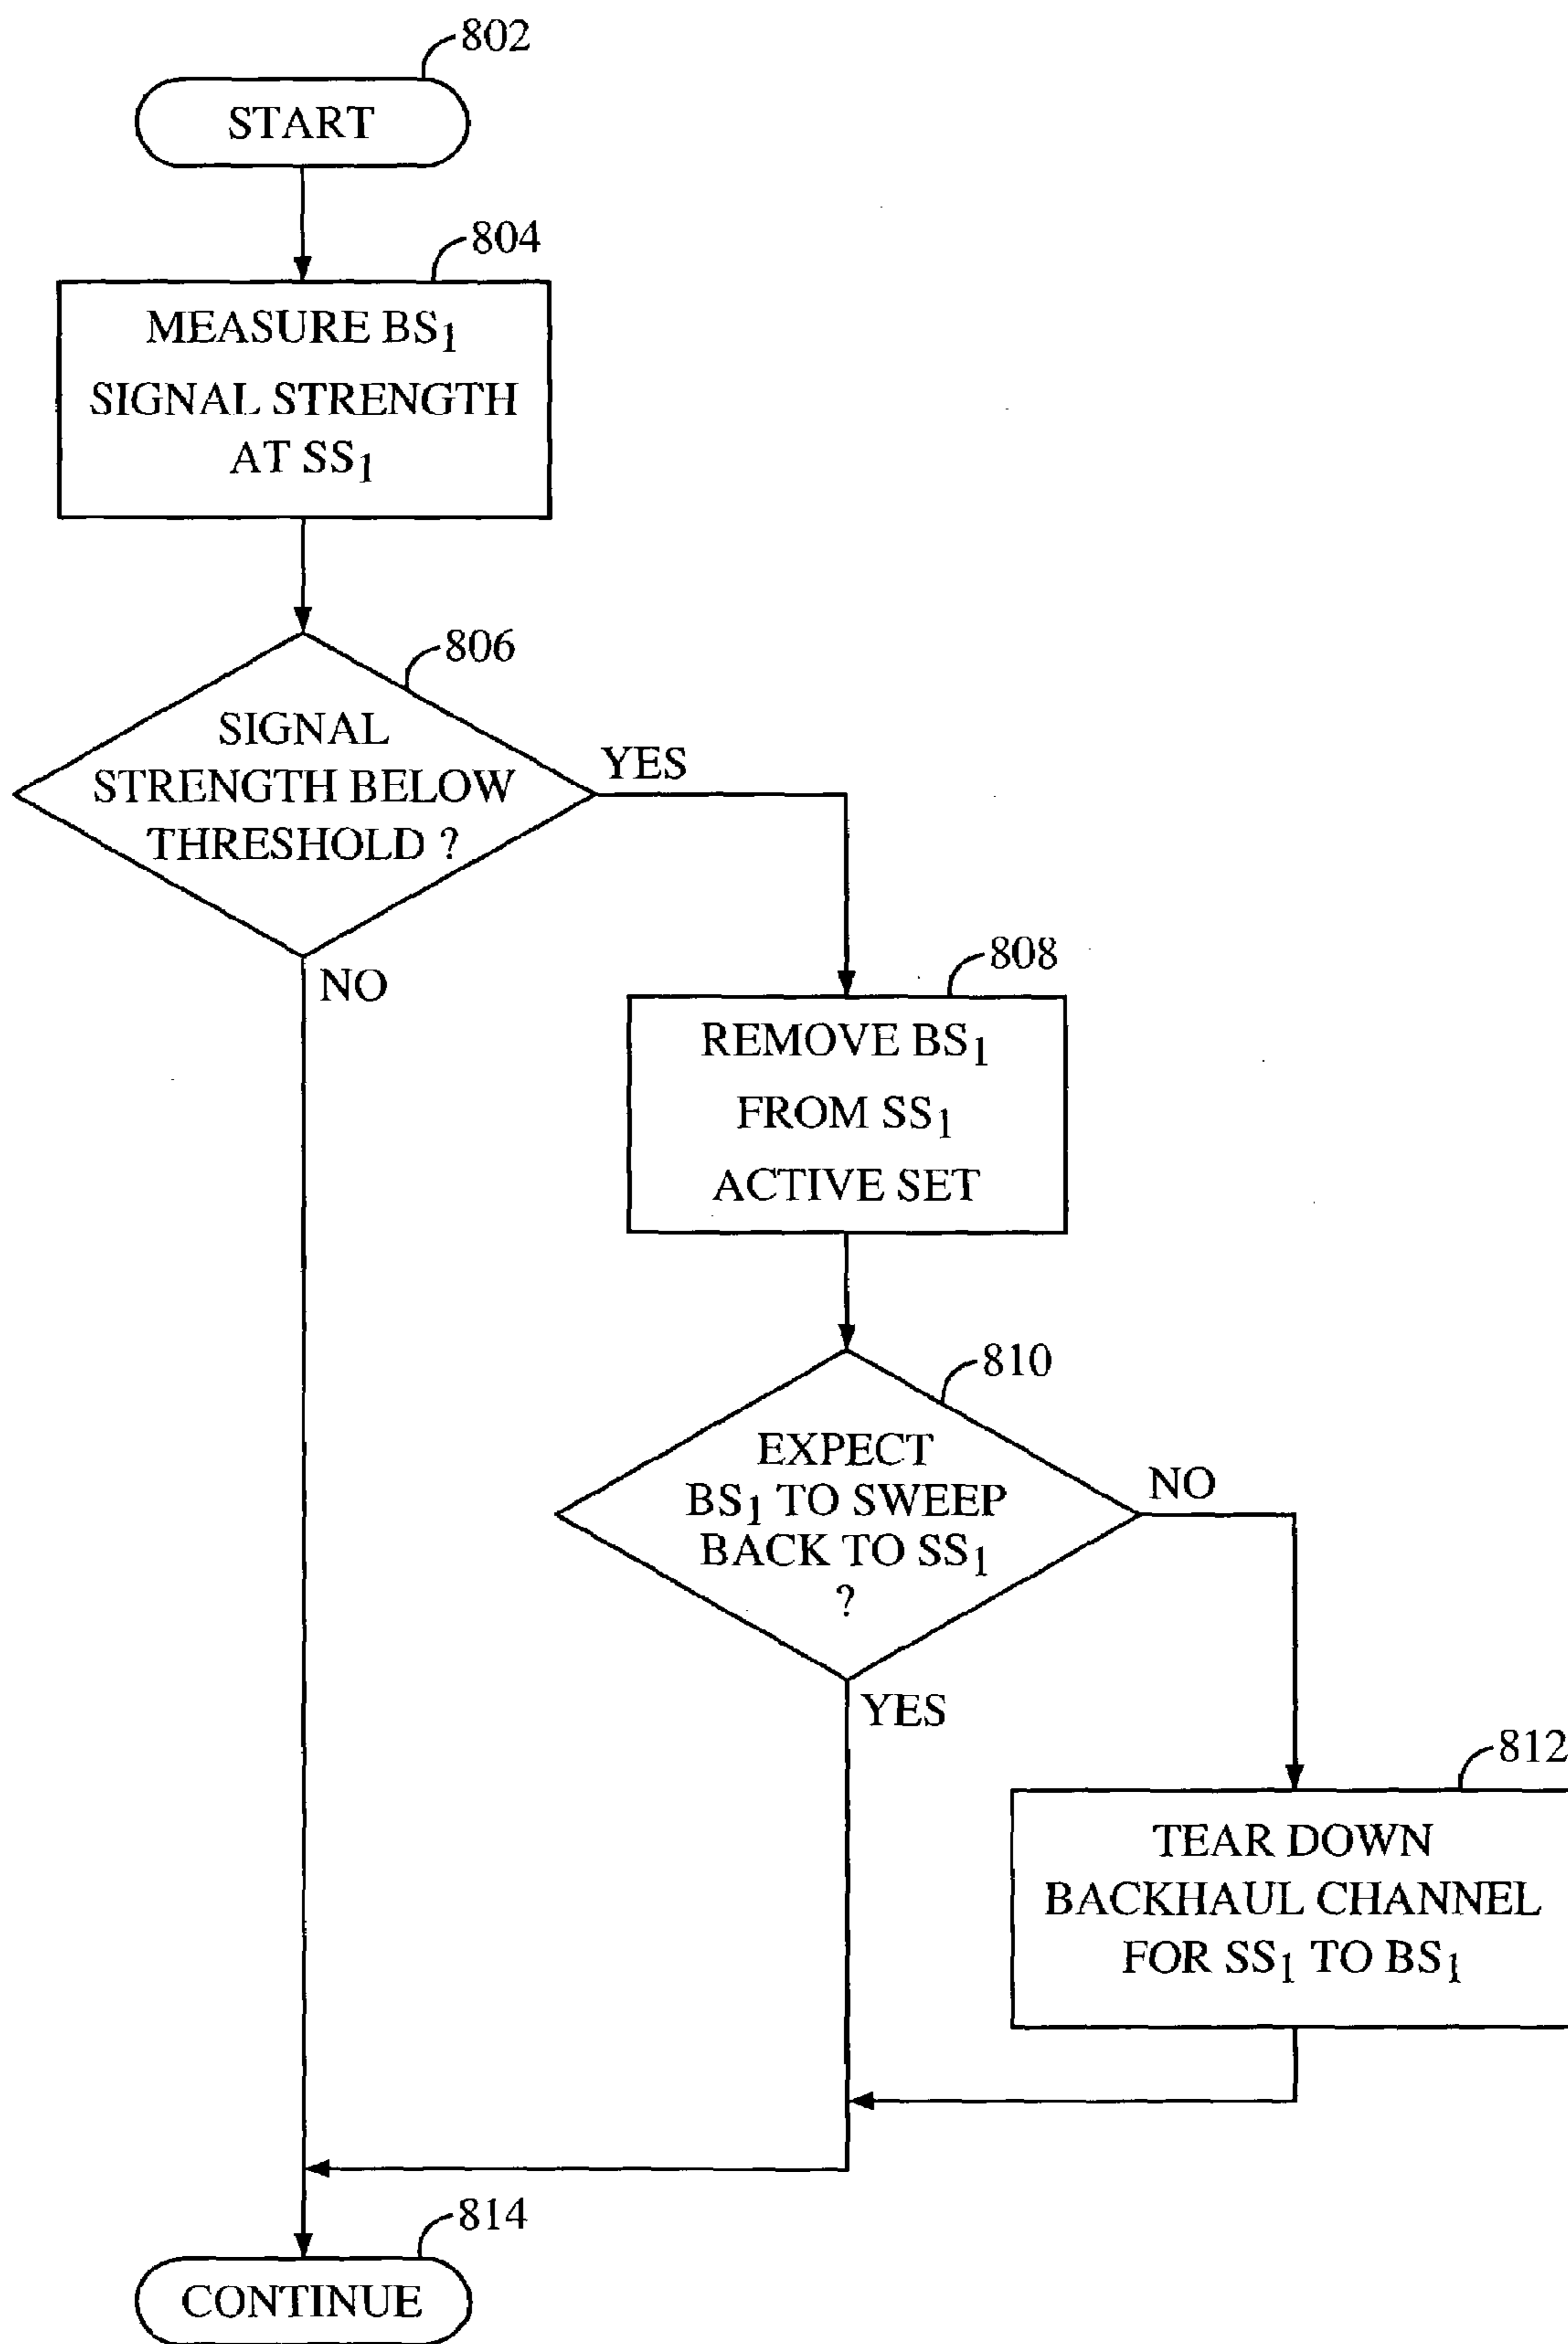 802
START
804
MEASURE BS₁
SIGNAL STRENGTH
AT SS₁
806
SIGNAL
STRENGTH BELOW
THRESHOLD ?
YES
NO
808
REMOVE BS₁
FROM SS₁
ACTIVE SET
810
EXPECT
BS₁ TO SWEEP
BACK TO SS₁
?
NO
YES
812
TEAR DOWN
BACKHAUL CHANNEL
FOR SS₁ TO BS₁
814
CONTINUE